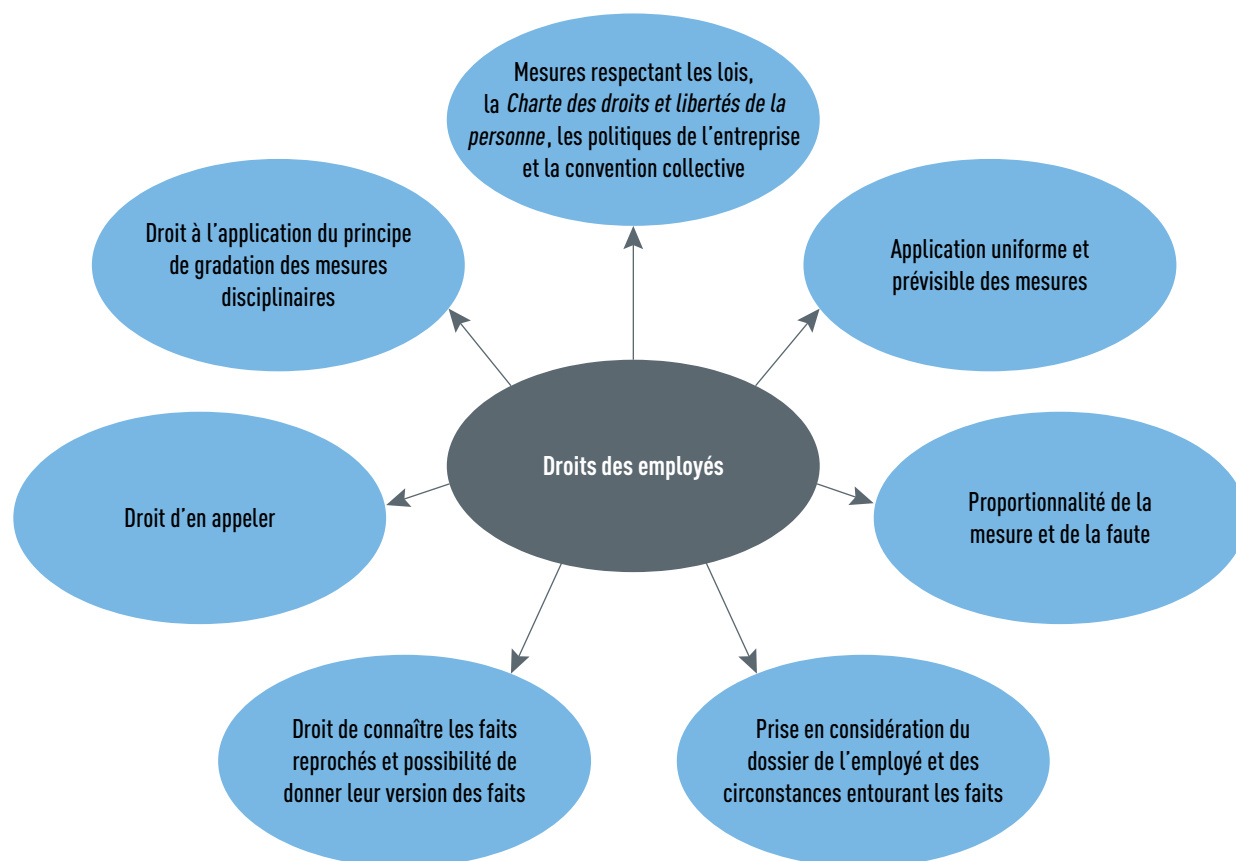 Mesures respectant les lois,
la Charte des droits et libertés de la
personne, les politiques de l’entreprise
et la convention collective
Droit à l’application du principe
de gradation des mesures
disciplinaires
Application uniforme et
prévisible des mesures
Droits des employés
Droit d’en appeler
Proportionnalité de la
mesure et de la faute
Droit de connaître les faits
reprochés et possibilité de
donner leur version des faits
Prise en considération du
dossier de l’employé et des
circonstances entourant les faits